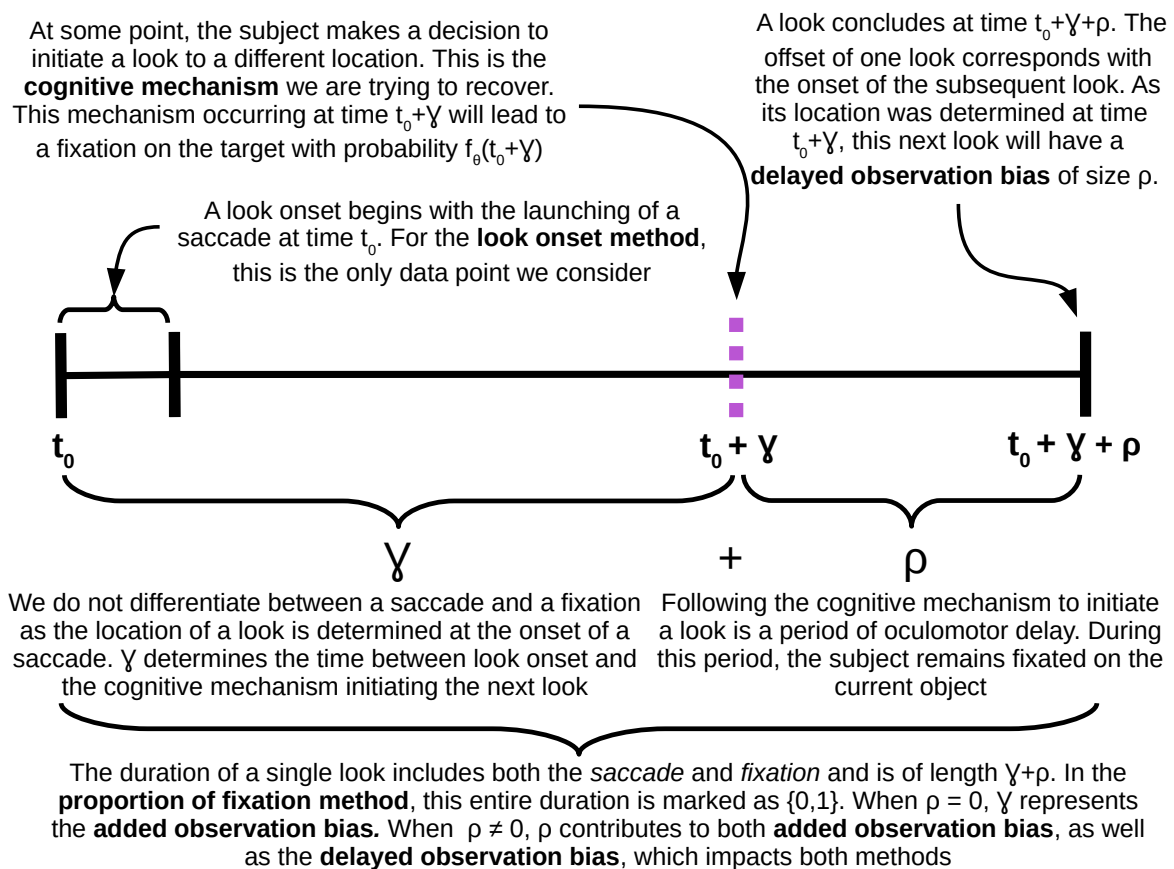 At some point, the subject makes a decision to
initiate a look to a different location. This is the
cognitive mechanism we are trying to recover.
This mechanism occurring at time t₀+Ɣ will lead to
a fixation on the target with probability fθ(t₀+Ɣ)
A look concludes at time t₀+Ɣ+ρ. The
offset of one look corresponds with
the onset of the subsequent look. As
its location was determined at time
t₀+Ɣ, this next look will have a
delayed observation bias of size ρ.
A look onset begins with the launching of a
saccade at time t₀. For the look onset method,
this is the only data point we consider
t₀
t₀ + Ɣ
t₀ + Ɣ + ρ
Ɣ + ρ
We do not differentiate between a saccade and a fixation
as the location of a look is determined at the onset of a
saccade. Ɣ determines the time between look onset and
the cognitive mechanism initiating the next look
Following the cognitive mechanism to initiate
a look is a period of oculomotor delay. During
this period, the subject remains fixated on the
current object
The duration of a single look includes both the saccade and fixation and is of length Ɣ+ρ. In the
proportion of fixation method, this entire duration is marked as {0,1}. When ρ = 0, Ɣ represents
the added observation bias. When ρ ≠ 0, ρ contributes to both added observation bias, as well
as the delayed observation bias, which impacts both methods